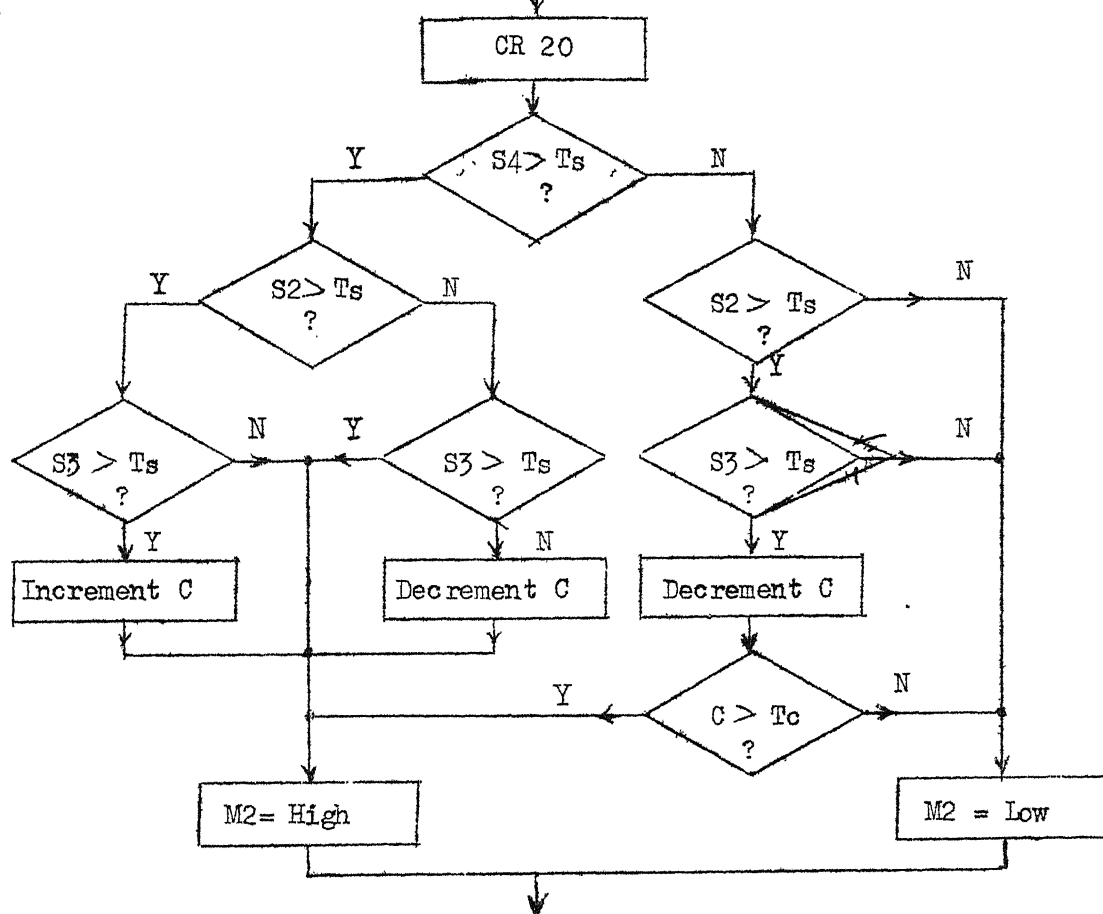 CR 20
Y
S4> Ts
?
N
Y
S2> Ts
?
N
S2> Ts
?
N
Y
S3 > Ts
?
N
Y
S3 > Ts
?
S3> Ts
?
N
Y
N
Y
Increment C
Decrement C
Decrement C
Y
C > Tc
?
N
M2= High
M2 = Low